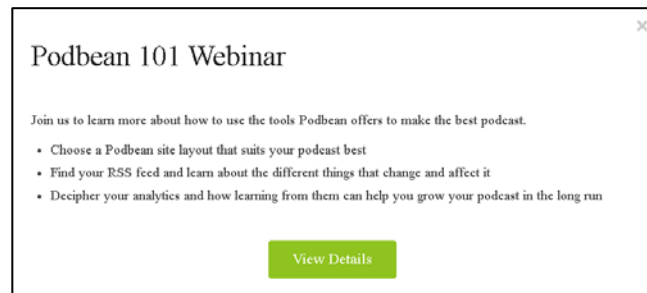 Podbean 101 Webinar
Join us to learn more about how to use the tools Podbean offers to make the best podcast.
• Choose a Podbean site layout that suits your podcast best
• Find your RSS feed and learn about the different things that change and affect it
• Decipher your analytics and how learning from them can help you grow your podcast in the long run
View Details